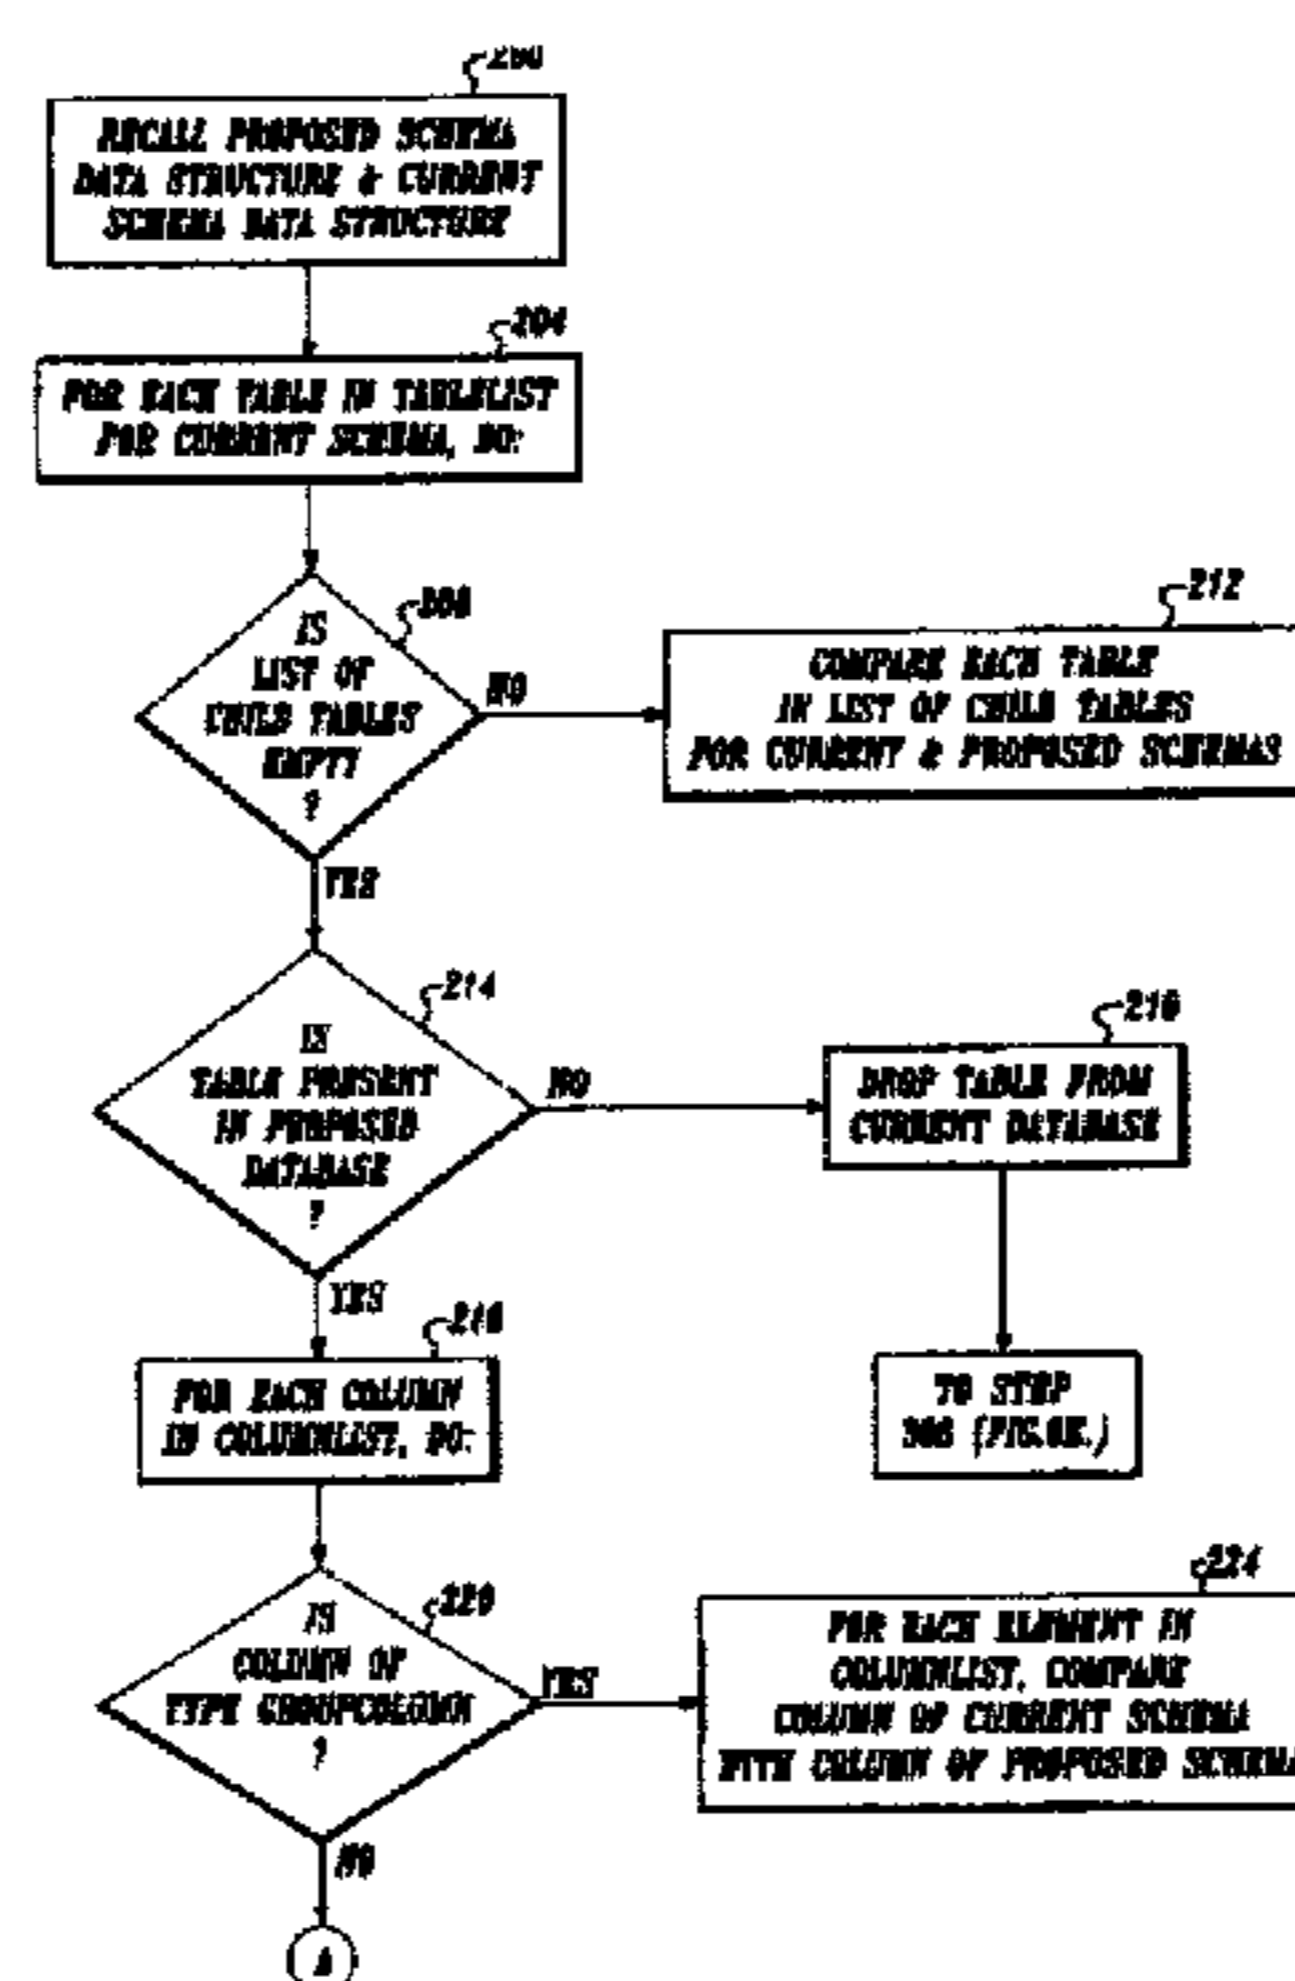 RECALL PROPOSED SCHEMA
DATA STRUCTURE & CURRENT
SCHEMA DATA STRUCTURE
204
FOR EACH TABLE IN TABLELIST
FOR CURRENT SCHEMA, DO:
IS
LIST OF
CHILD TABLES
EMPTY
?
NO
212
COMPARE EACH TABLE
IN LIST OF CHILD TABLES
FOR CURRENT & PROPOSED SCHEMAS
YES
214
IS
TABLE PRESENT
IN PROPOSED
DATABASE
?
NO
DROP TABLE FROM
CURRENT DATABASE
YES
FOR EACH COLUMN
IN COLUMNLIST, DO:
TO STEP
IS
COLUMN OF
TYPE GROUPCOLUMN
?
YES
224
FOR EACH ELEMENT IN
COLUMNLIST, COMPARE
COLUMN OF CURRENT SCHEMA
WITH COLUMN OF PROPOSED SCHEMA
NO
A